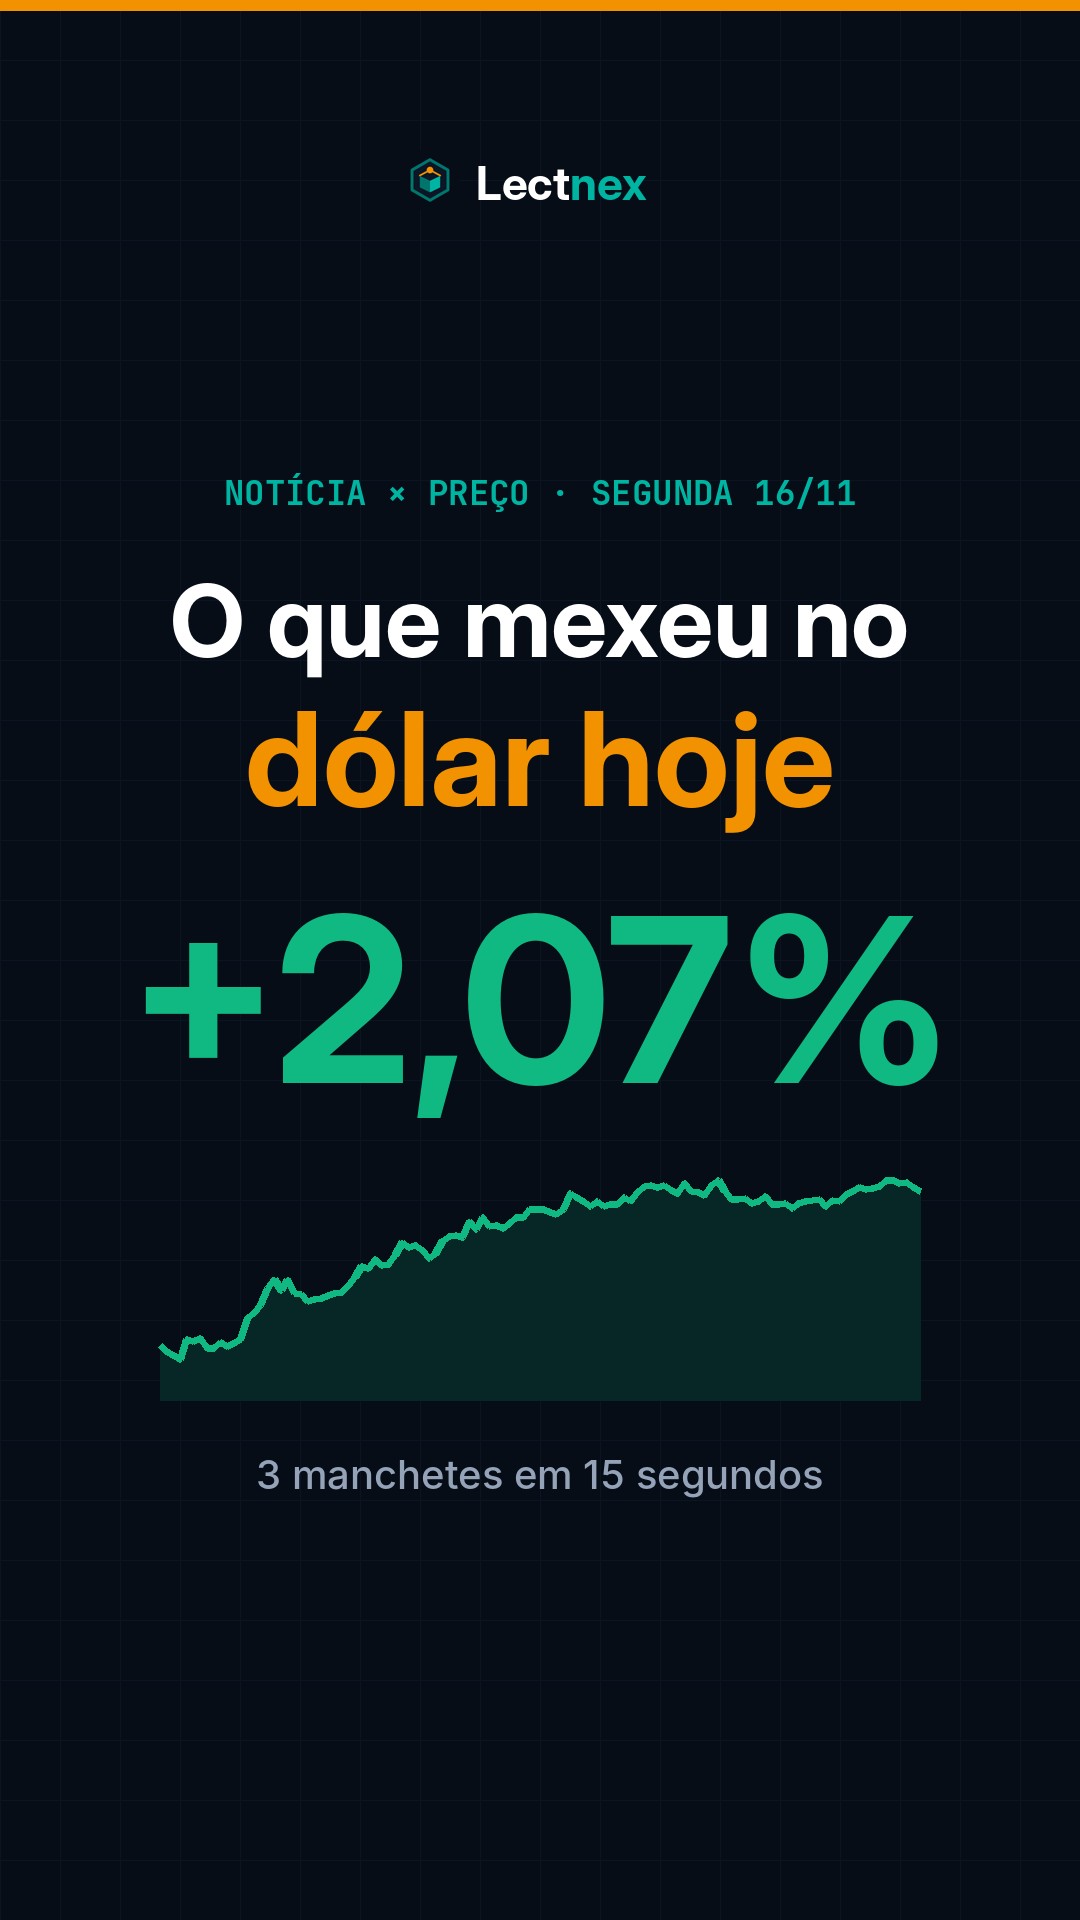 Lectnex
NOTÍCIA × PREÇO · SEGUNDA 16/11
O que mexeu no
dólar hoje
+2,07%
3 manchetes em 15 segundos